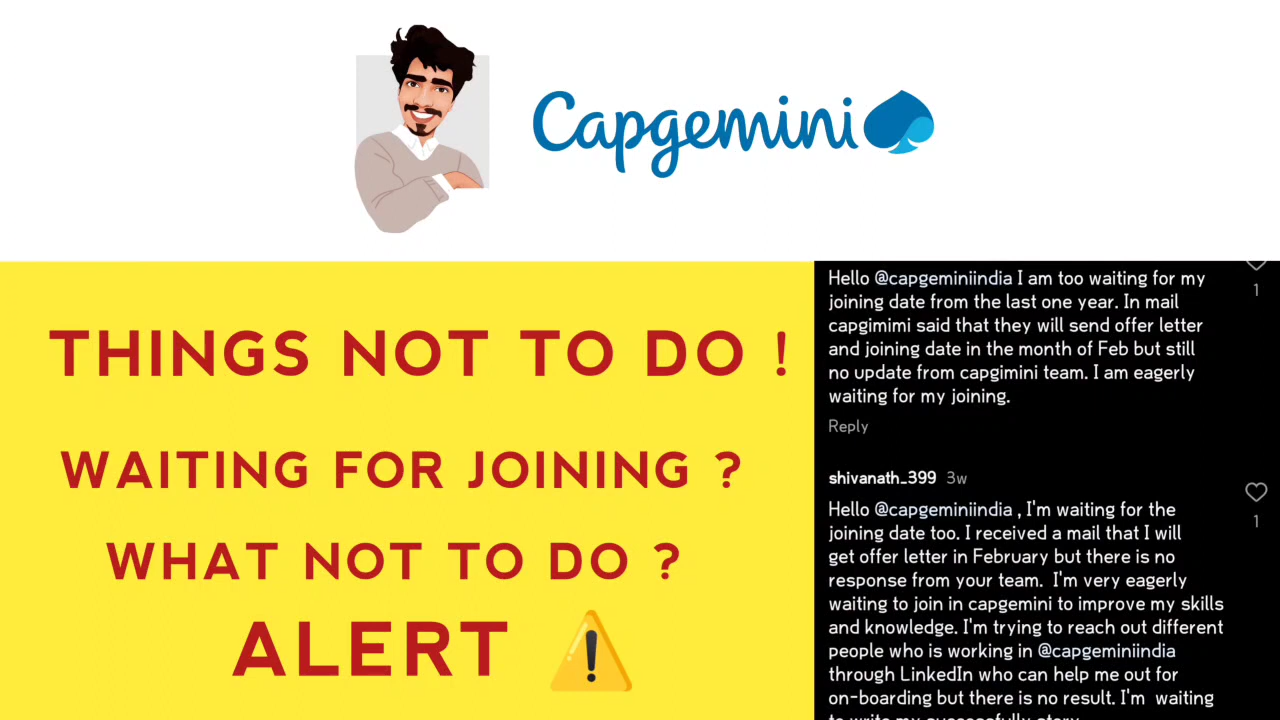 Capgemini
THINGS NOT TO DO !
WAITING FOR JOINING ?
WHAT NOT TO DO ?
ALERT ⚠️
Hello @capgeminiindia I am too waiting for my
joining date from the last one year. In mail
capgimimi said that they will send offer letter
and joining date in the month of Feb but still
no update from capgimini team. I am eagerly
waiting for my joining.
1
Reply
shivanath_399 3w
Hello @capgeminiindia , I'm waiting for the
joining date too. I received a mail that I will
get offer letter in February but there is no
response from your team. I'm very eagerly
waiting to join in capgemini to improve my skills
and knowledge. I'm trying to reach out different
people who is working in @capgeminiindia
through LinkedIn who can help me out for
on-boarding but there is no result. I'm waiting
1